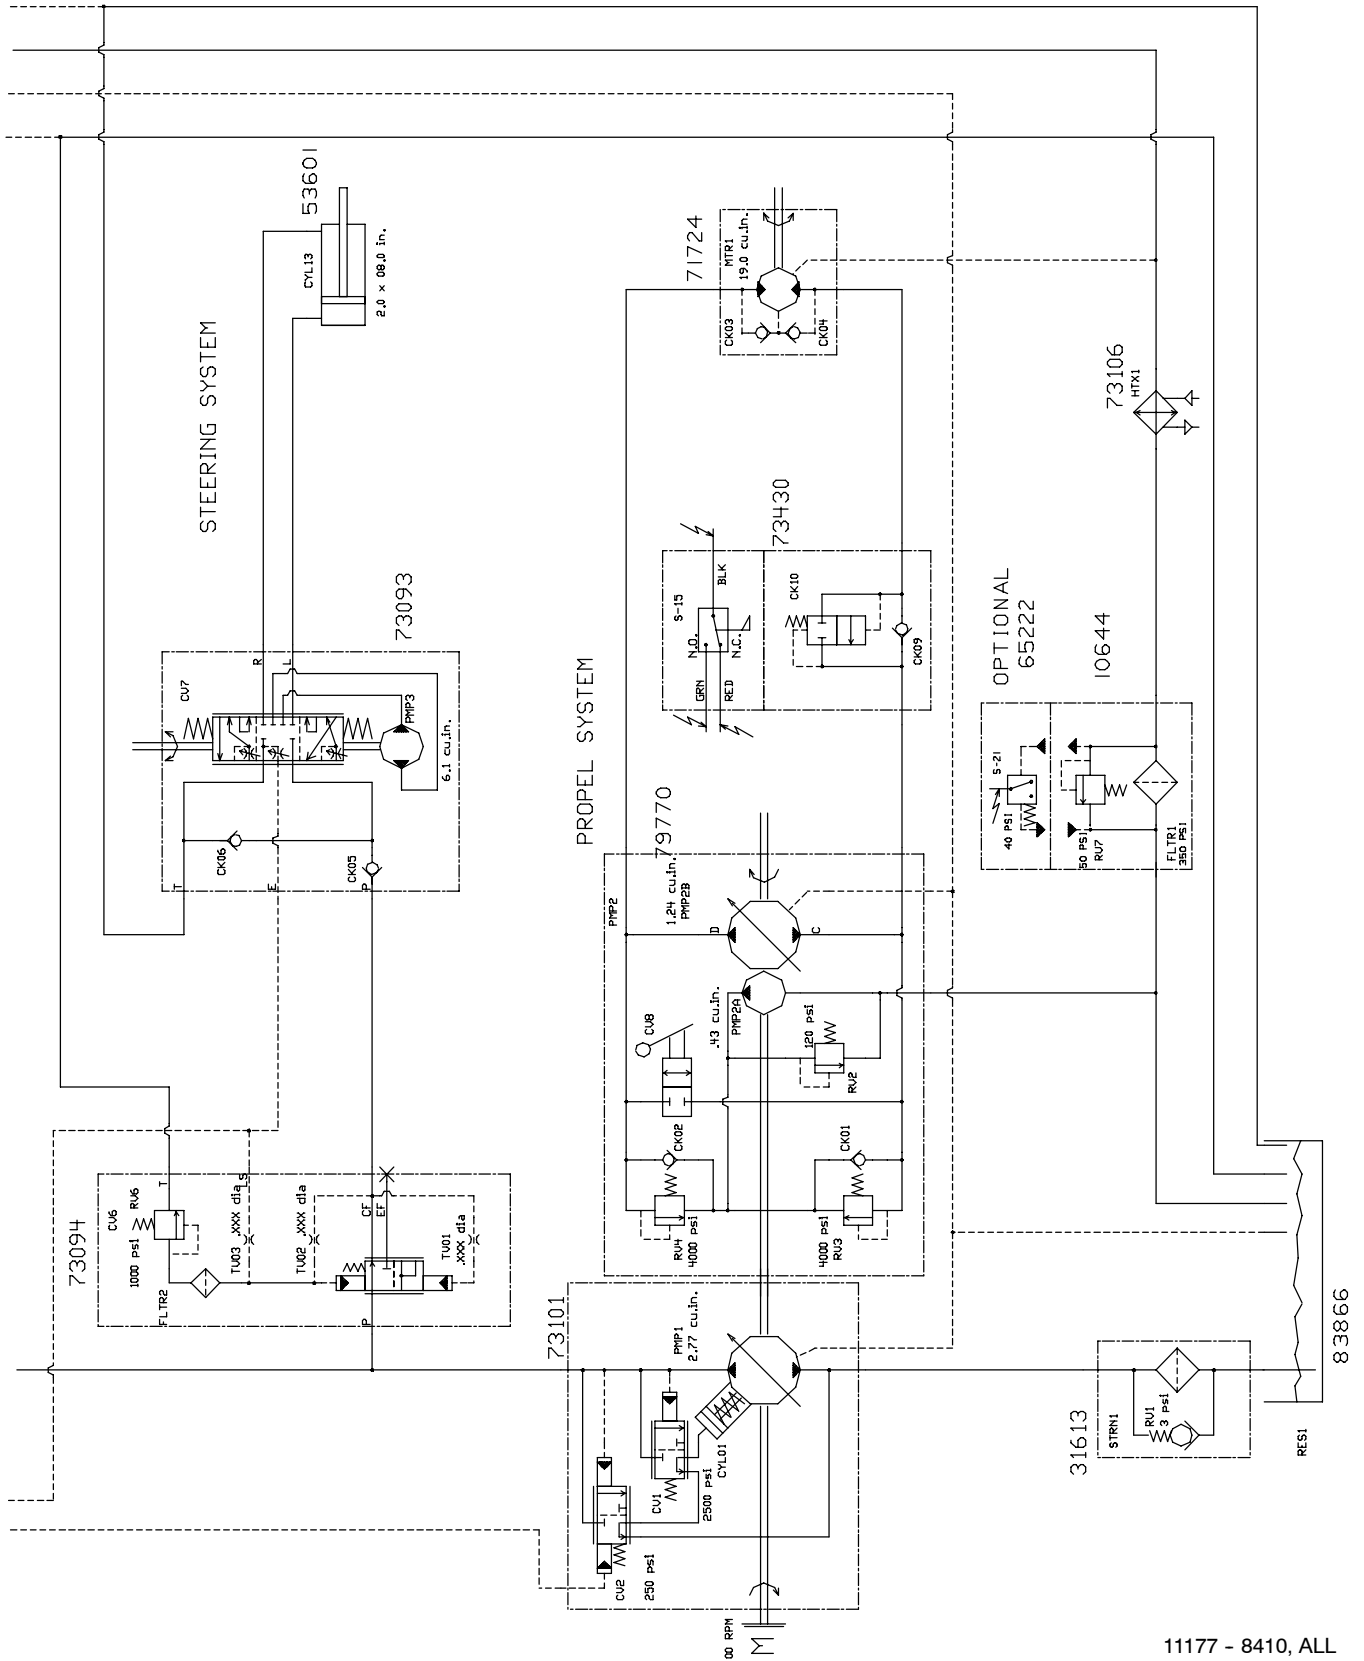 53601
CYL13
2.0 x 08.0 in.
STEERING SYSTEM
71724
MTR1
19.0 cu.in.
CK03
CK04
73106
HTX1
73093
CV7
R
L
PMP3
6.1 cu.in.
CK06
CK05
T
E
P
73430
S-15
BLK
N.O.
N.C.
GRN
RED
CK10
CK09
PROPEL SYSTEM
OPTIONAL
65222
10644
S-21
40 PSI
50 PSI
RV7
FLTR1
350 PSI
79770
PMP2
1.24 cu.in.
PMP2B
D
C
.43 cu.in.
PMP2A
CV8
120 psi
RV2
CK02
CK01
RV4
4000 psi
4000 psi
RV3
73094
CV6
RV6
1000 psi
T
FLTR2
TV03 .XXX dia
LS
TV02 .XXX dia
CF
EF
TV01
.XXX dia
P
73101
PMP1
2.77 cu.in.
CYL01
CV1
2500 psi
CV2
250 psi
00 RPM
M
31613
STRN1
RV1
3 psi
83866
RES1
11177 - 8410, ALL